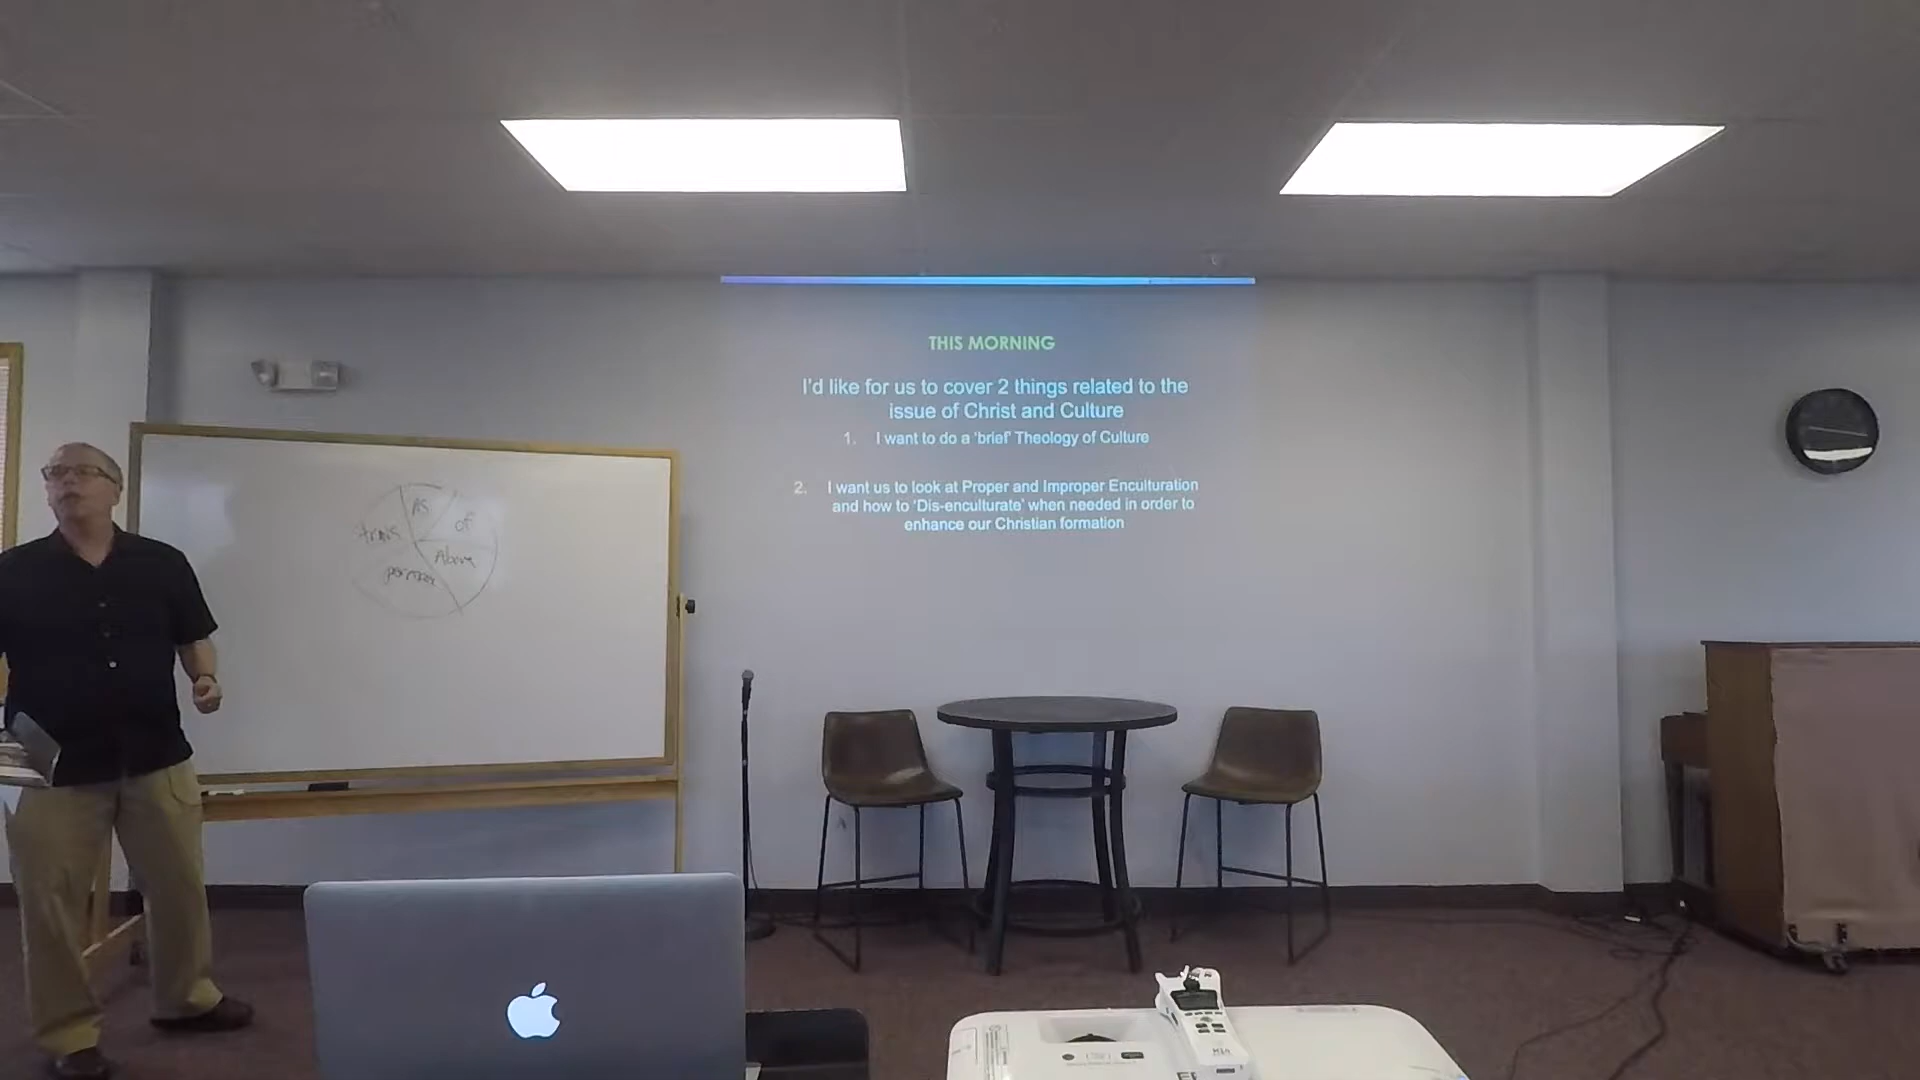 THIS MORNING
I'd like for us to cover 2 things related to the
issue of Christ and Culture
1. I want to do a 'brief' Theology of Culture
2. I want us to look at Proper and Improper Enculturation
and how to 'Dis-enculturate' when needed in order to
enhance our Christian formation
AS
of
trans
Above
H1n